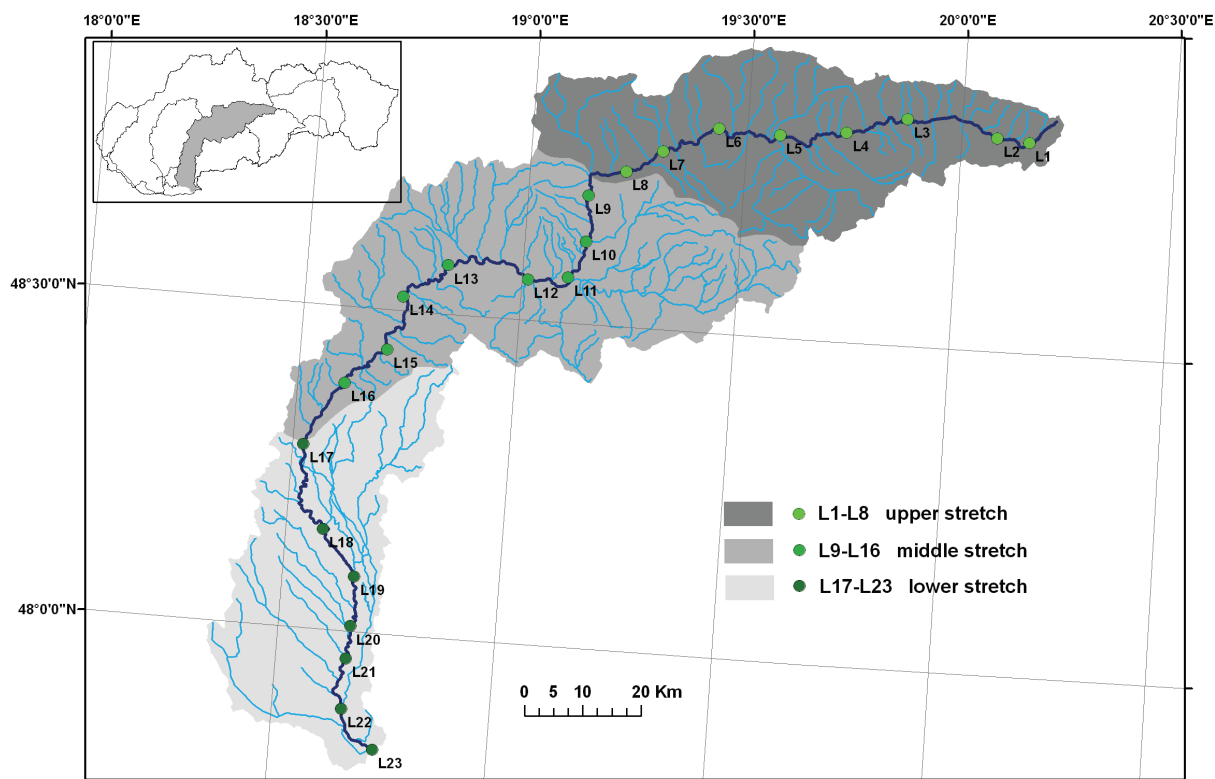 18°0'0"E 18°30'0"E 19°0'0"E 19°30'0"E 20°0'0"E 20°30'0"E
L3
L6
L5
L4
L2
L1
L7
L8
L9
L10
48°30'0"N
L13
L12
L11
L14
L15
L16
L17
L1-L8 upper stretch
L18
L9-L16 middle stretch
L19
L17-L23 lower stretch
48°0'0"N
L20
L21
0 5 10 20 Km
L22
L23